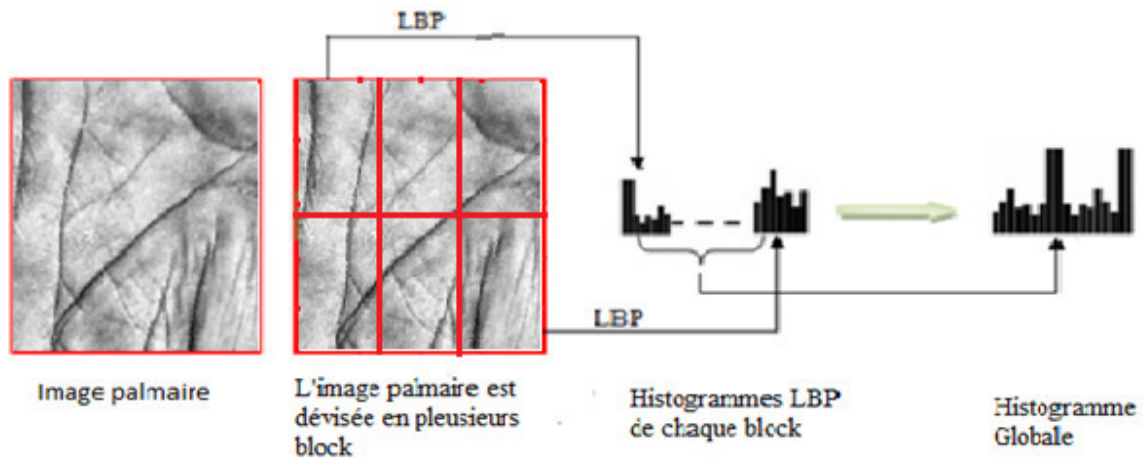 LBP
LBP
Image palmaire
L'image palmaire est
dévisée en pleusieurs
block
Histogrammes LBP
de chaque block
Histogramme
Globale